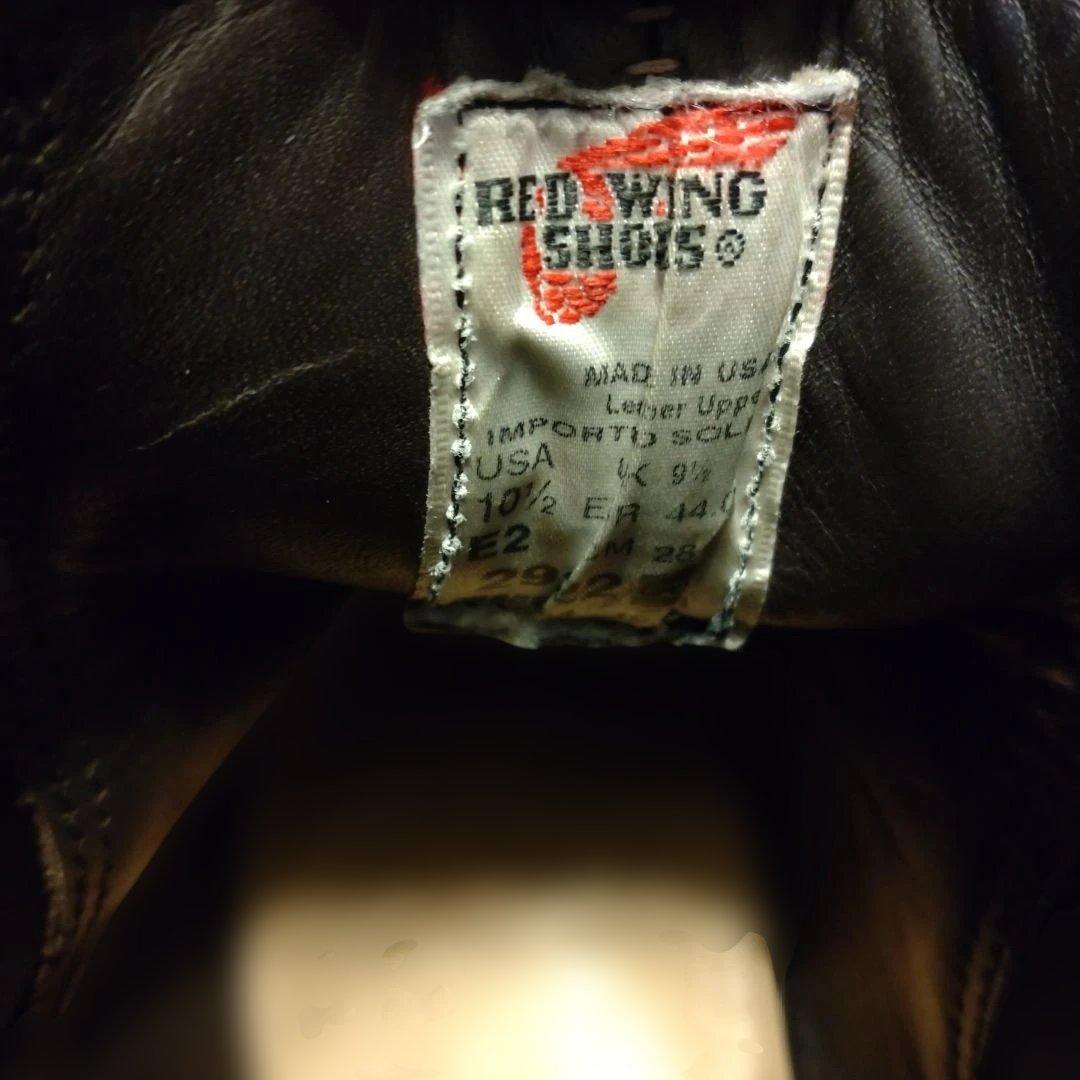 RED WING
SHOES®
MADE IN USA
Leather Upper
IMPORTED SOLE
USA UK 9½
10½ EUR 44.0
E2 CM 28